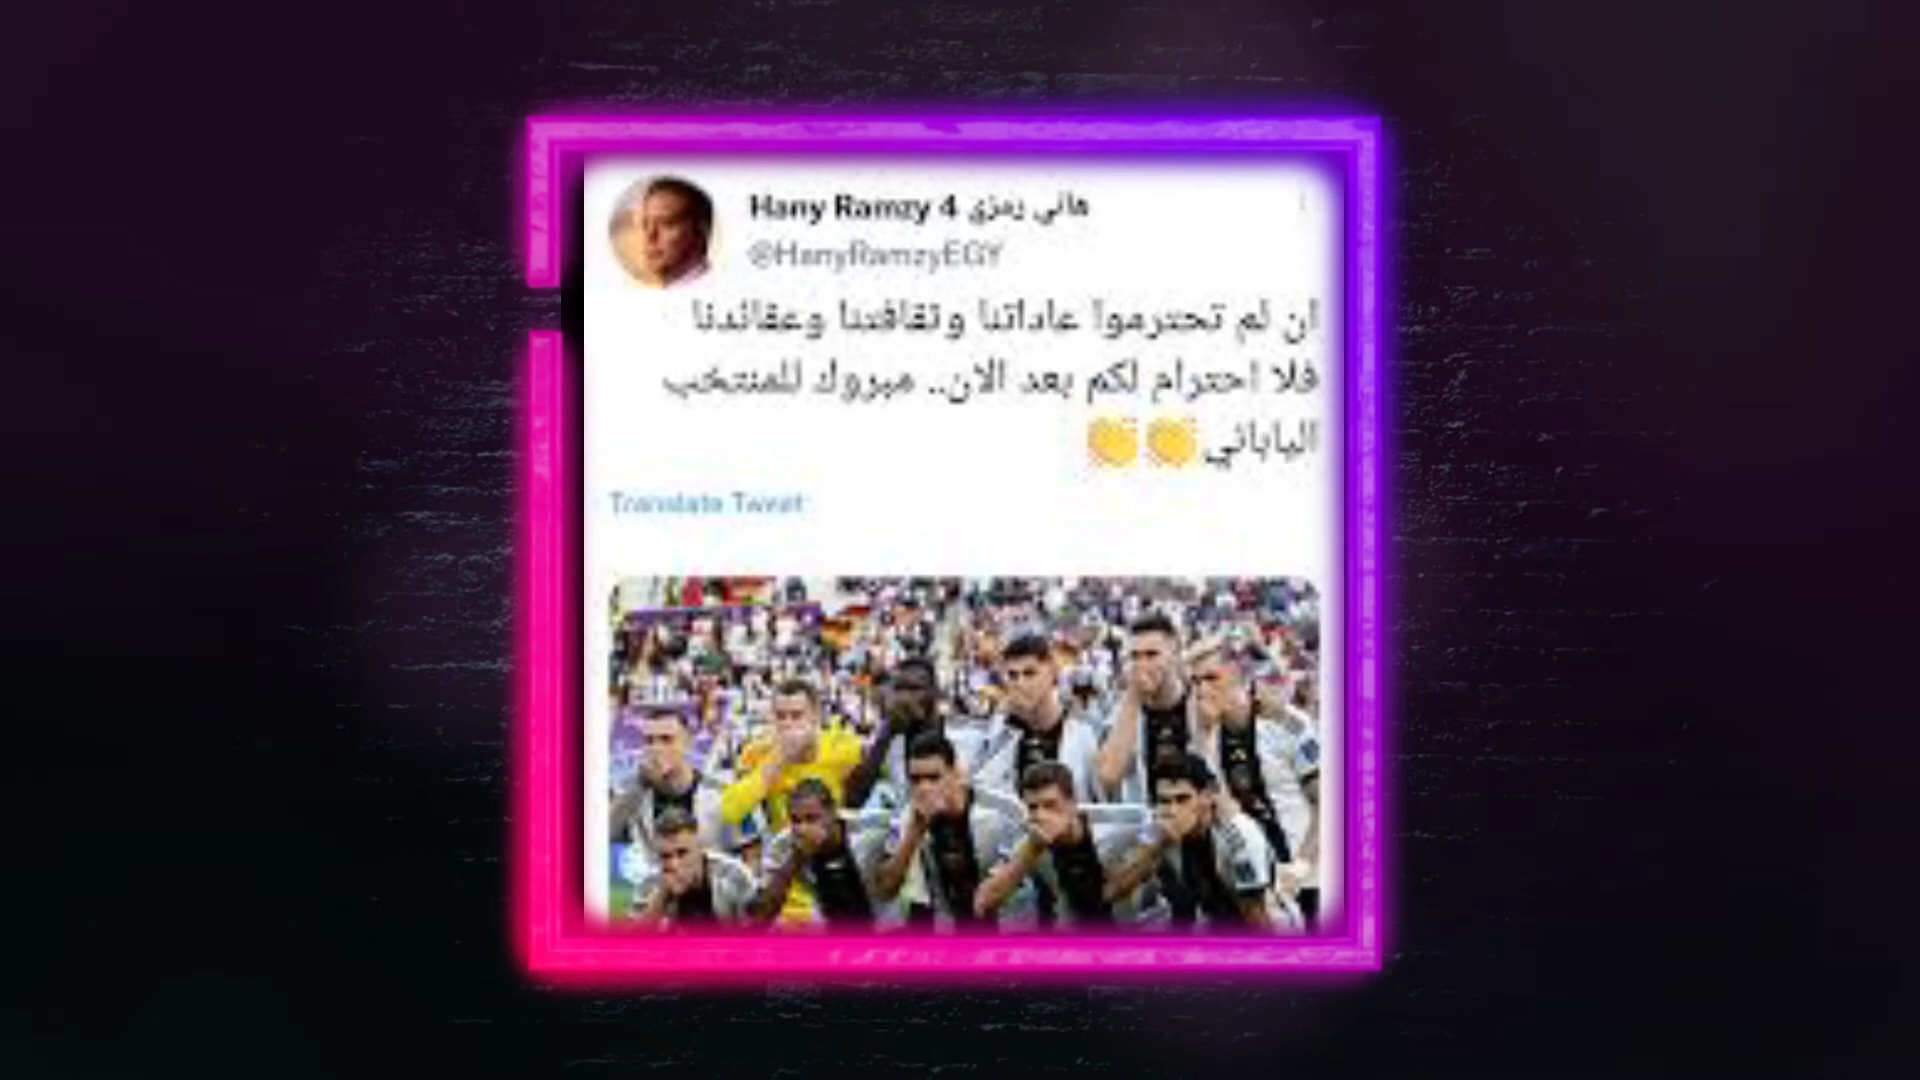 Hany Ramzy 4 هاني رمزي
@HanyRamzyEGY
ان لم تحترموا عاداتنا وثقافتنا وعقائدنا
فلا احترام لكم بعد الان.. مبروك للمنتخب
الياباني👏👏
Translate Tweet